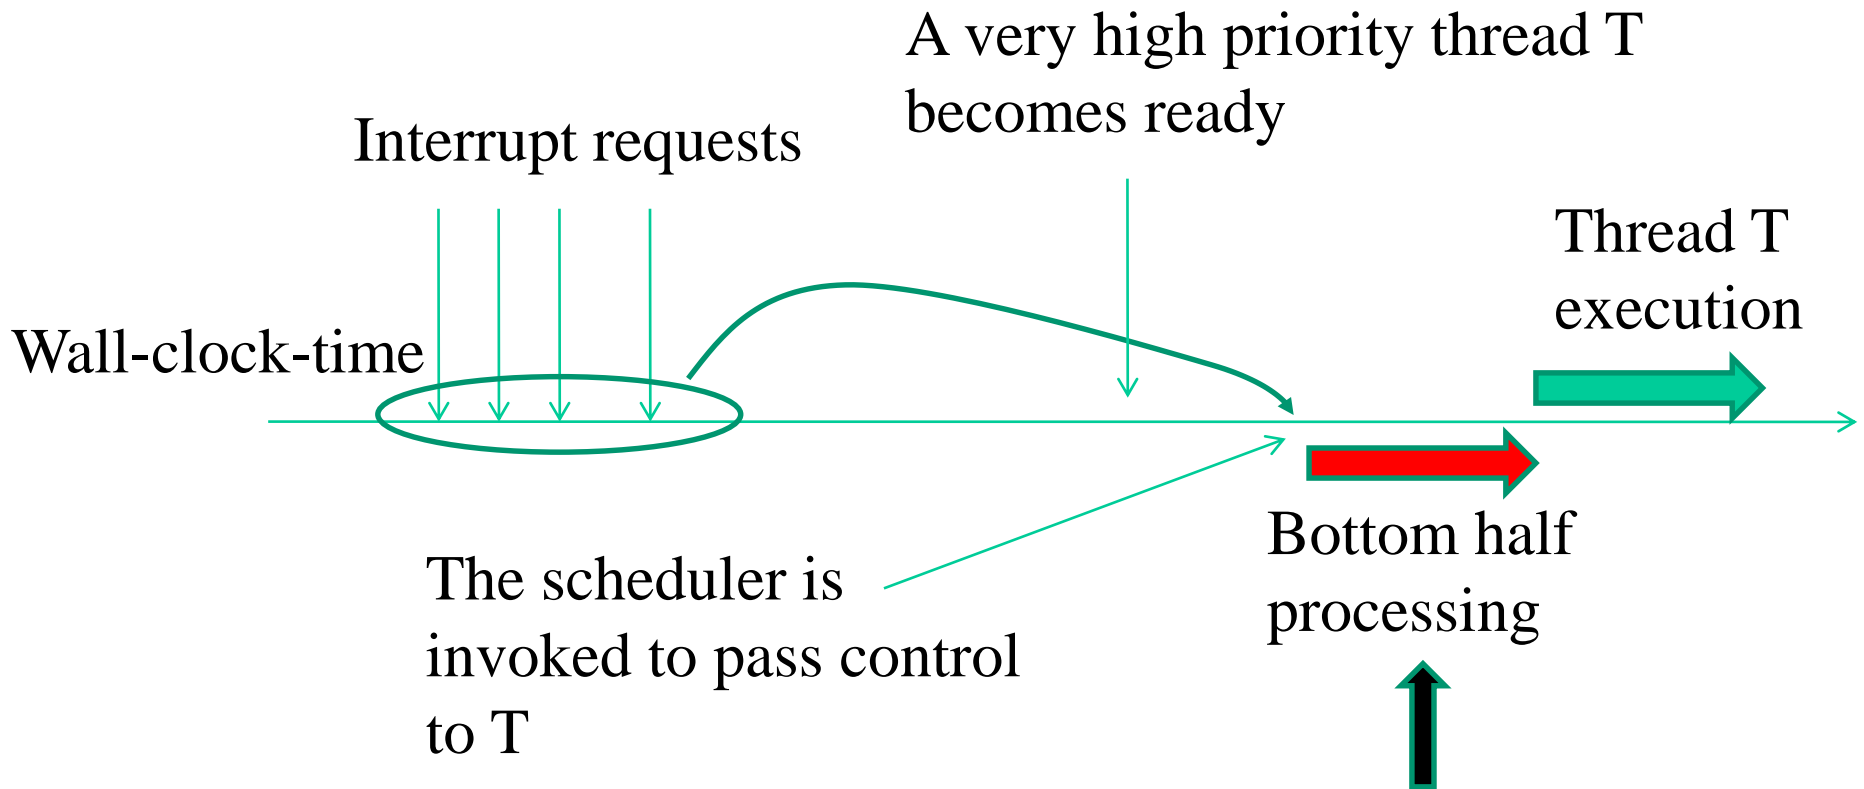 A very high priority thread T
becomes ready
Interrupt requests
Thread T
execution
Wall-clock-time
Bottom half
processing
The scheduler is
invoked to pass control
to T